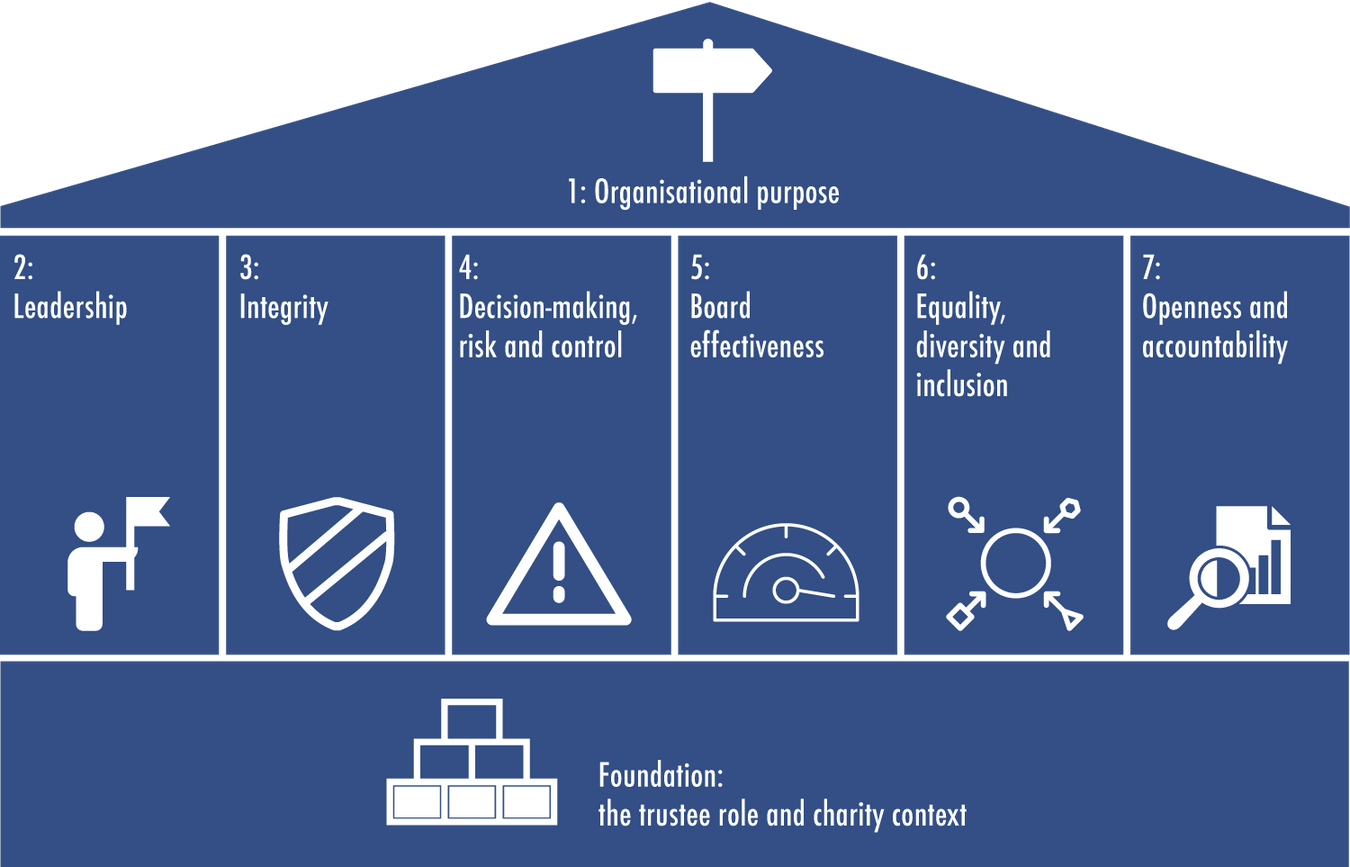 1: Organisational purpose
2:
Leadership
3:
Integrity
4:
Decision-making,
risk and control
5:
Board
effectiveness
6:
Equality,
diversity and
inclusion
7:
Openness and
accountability
Foundation:
the trustee role and charity context